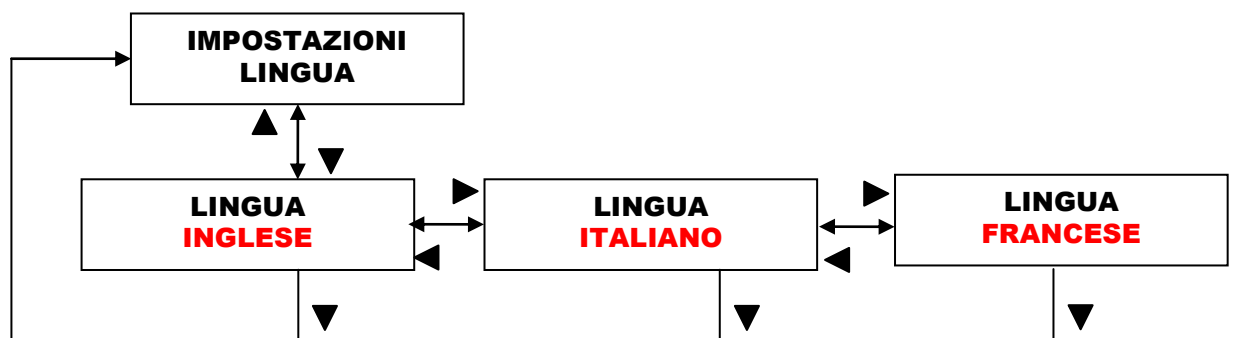 IMPOSTAZIONI
LINGUA
LINGUA
INGLESE
LINGUA
ITALIANO
LINGUA
FRANCESE